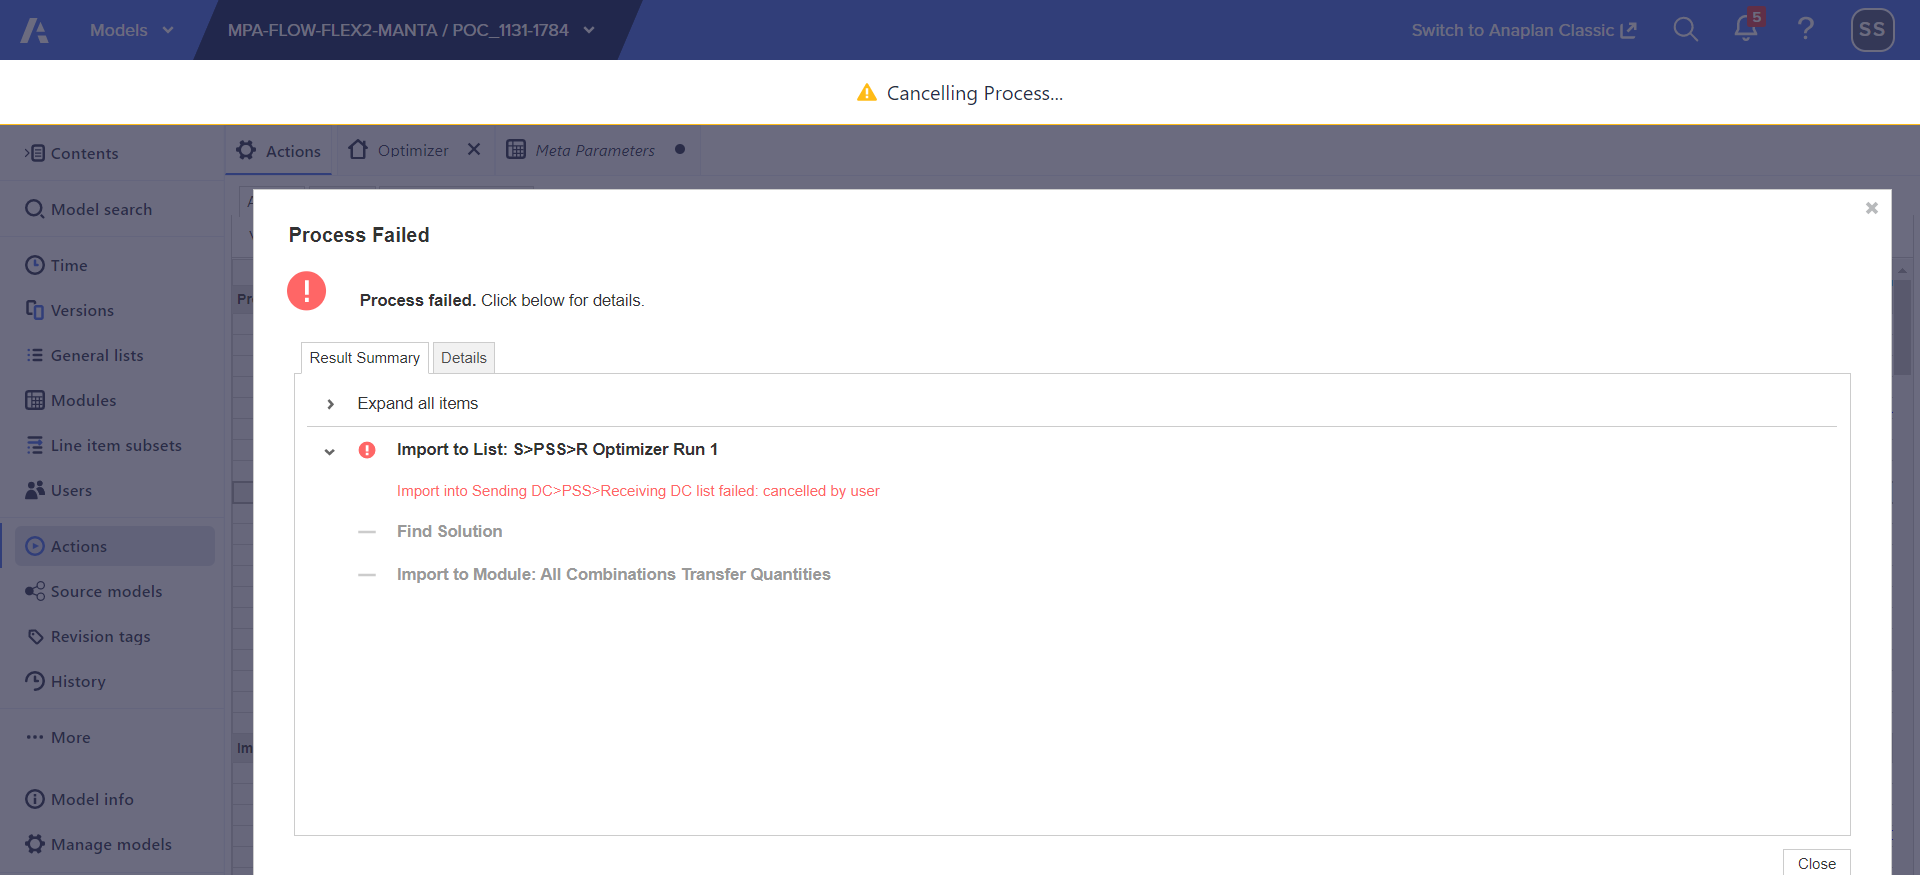 Models
MPA-FLOW-FLEX2-MANTA / POC_1131-1784
Switch to Anaplan Classic
5
?
SS
Cancelling Process...
Contents
Actions
Optimizer
Meta Parameters
Model search
Time
Versions
General lists
Modules
Line item subsets
Users
Actions
Source models
Revision tags
History
More
Model info
Manage models
Pr
Im
Process Failed
Process failed. Click below for details.
Result Summary
Details
Expand all items
Import to List: S>PSS>R Optimizer Run 1
Import into Sending DC>PSS>Receiving DC list failed: cancelled by user
Find Solution
Import to Module: All Combinations Transfer Quantities
Close